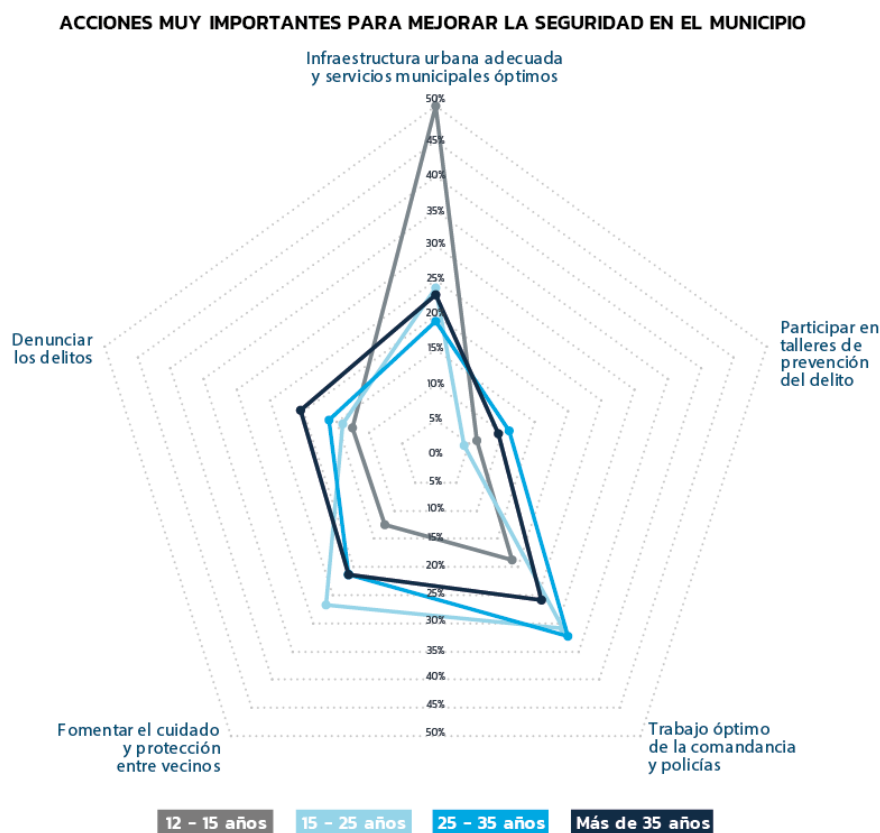 ACCIONES MUY IMPORTANTES PARA MEJORAR LA SEGURIDAD EN EL MUNICIPIO
Infraestructura urbana adecuada
y servicios municipales óptimos
50%
45%
40%
35%
30%
25%
20%
15%
10%
5%
0%
5%
10%
15%
20%
25%
30%
35%
40%
45%
50%
Denunciar
los delitos
Participar en
talleres de
prevención
del delito
Fomentar el cuidado
y protección
entre vecinos
Trabajo óptimo
de la comandancia
y policías
12 - 15 años
15 - 25 años
25 - 35 años
Más de 35 años